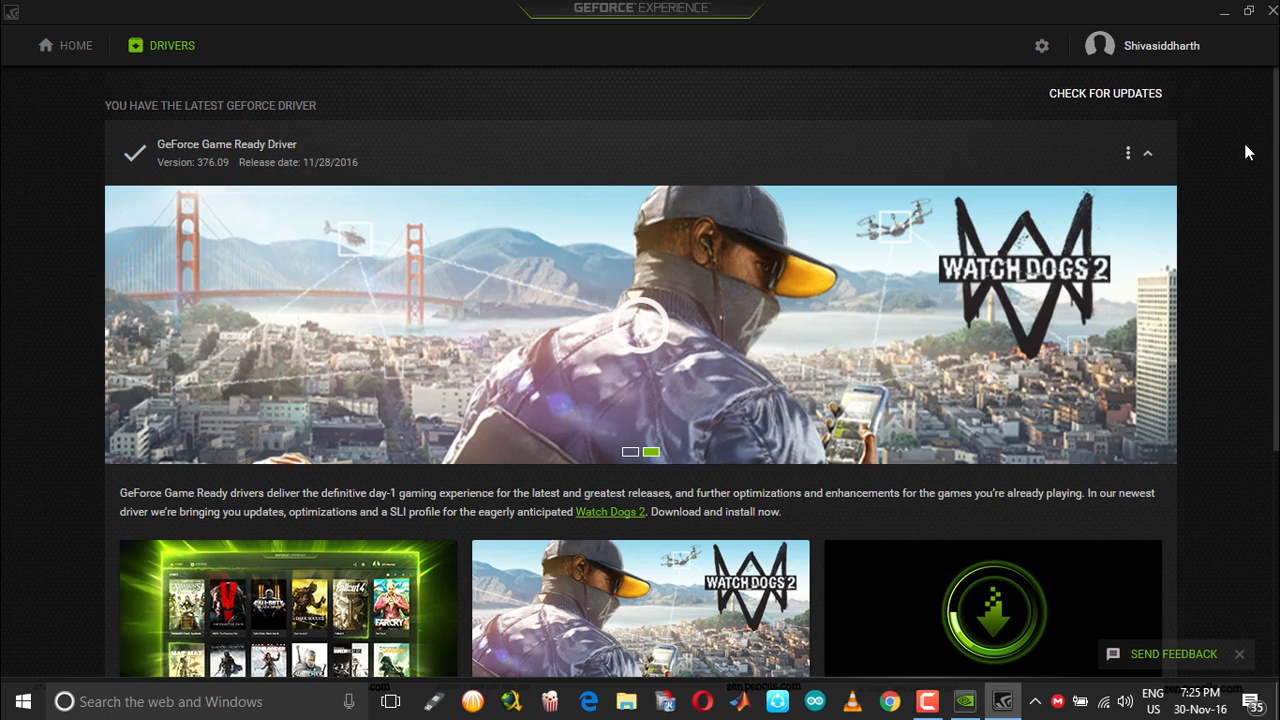 GEFORCE EXPERIENCE
HOME
DRIVERS
Shivasiddharth
CHECK FOR UPDATES
YOU HAVE THE LATEST GEFORCE DRIVER
GeForce Game Ready Driver
Version: 376.09 Release date: 11/28/2016
WATCH DOGS 2
GeForce Game Ready drivers deliver the definitive day-1 gaming experience for the latest and greatest releases, and further optimizations and enhancements for the games you're already playing. In our newest
driver we're bringing you updates, optimizations and a SLI profile for the eagerly anticipated Watch Dogs 2. Download and install now.
WATCH DOGS 2
FARCRY
SEND FEEDBACK
.com
zenpencils.com
Search the web and Windows
ENG
US
7:25 PM
30-Nov-16
35